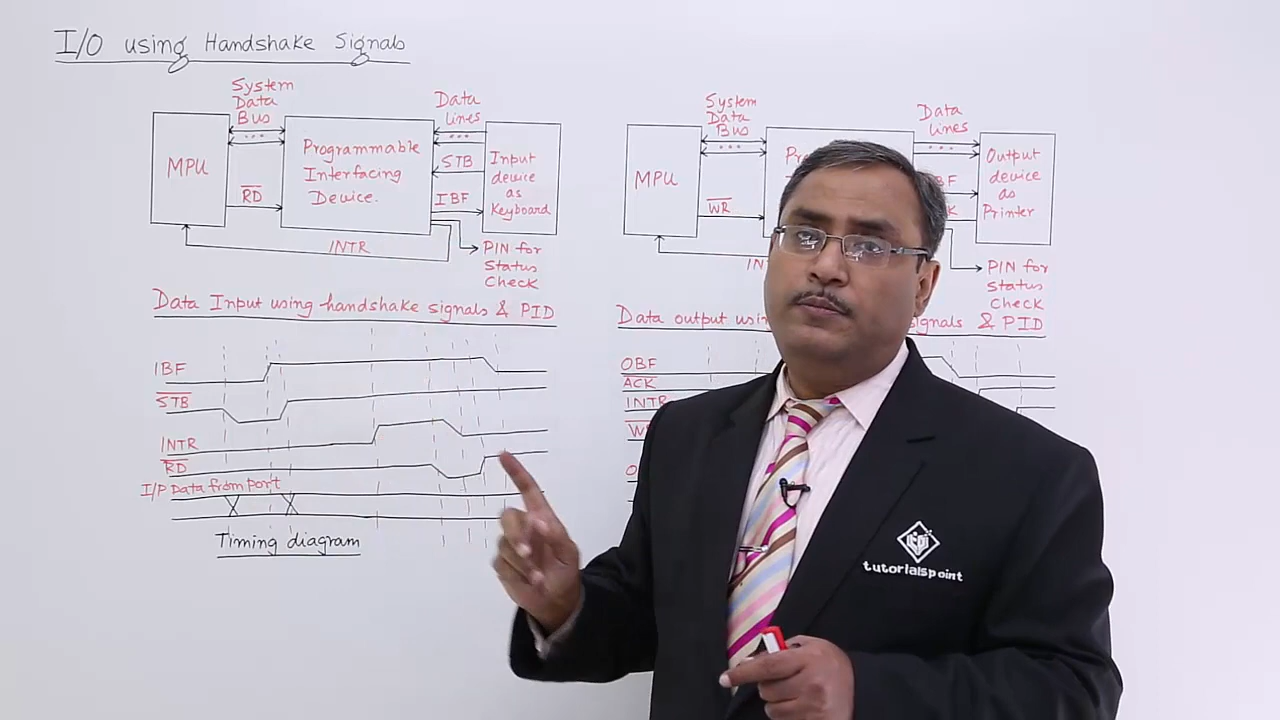 I/O using Handshake Signals
System
Data
Bus
MPU
RD
Programmable
Interfacing
Device.
Data
lines
STB
IBF
Input
device
as
Keyboard
INTR
PIN for
Status
Check
Data Input using handshake signals & PID
IBF
STB
INTR
RD
I/P Data from port
Timing diagram
System
Data
Bus
MPU
WR
Data
lines
Output
device
as
Printer
PIN for
Status
Check
Data output
signals & PID
OBF
ACK
INTR
tutorialspoint